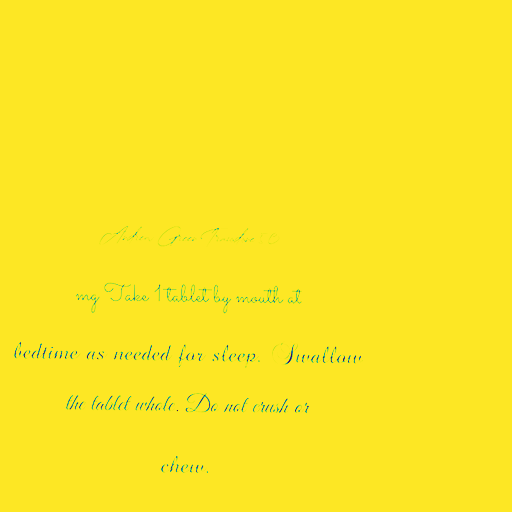 mg Take 1 tablet by mouth at
bedtime as needed for sleep. Swallow
the tablet whole. Do not crush or
chew.